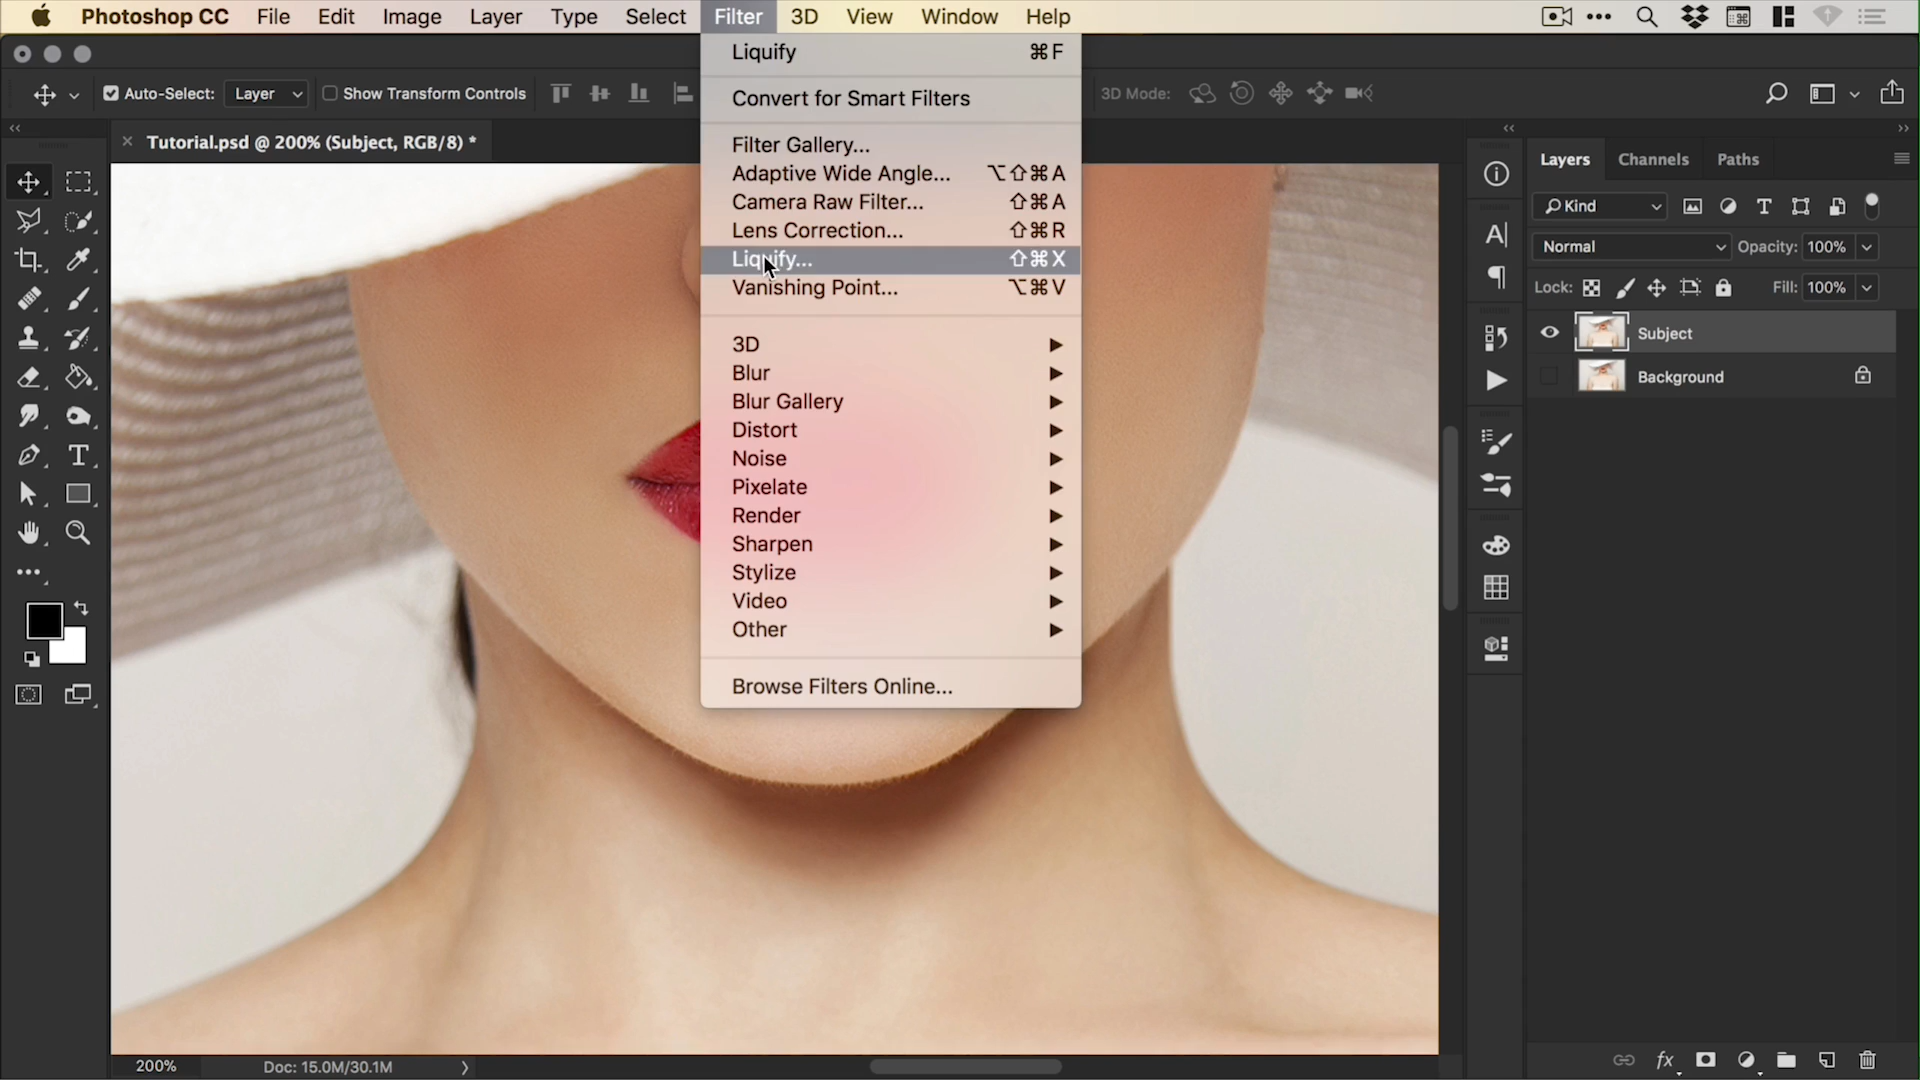 Photoshop CC File Edit Image Layer Type Select Filter 3D View Window Help
Auto-Select: Layer Show Transform Controls 3D Mode:
Tutorial.psd @ 200% (Subject, RGB/8) *
Liquify ⌘F
Convert for Smart Filters
Filter Gallery...
Adaptive Wide Angle... ⌥⇧⌘A
Camera Raw Filter... ⇧⌘A
Lens Correction... ⇧⌘R
Liquify... ⇧⌘X
Vanishing Point... ⌥⌘V
3D
Blur
Blur Gallery
Distort
Noise
Pixelate
Render
Sharpen
Stylize
Video
Other
Browse Filters Online...
Layers Channels Paths
Kind
Normal Opacity: 100%
Lock: Fill: 100%
Subject
Background
200% Doc: 15.0M/30.1M
fx